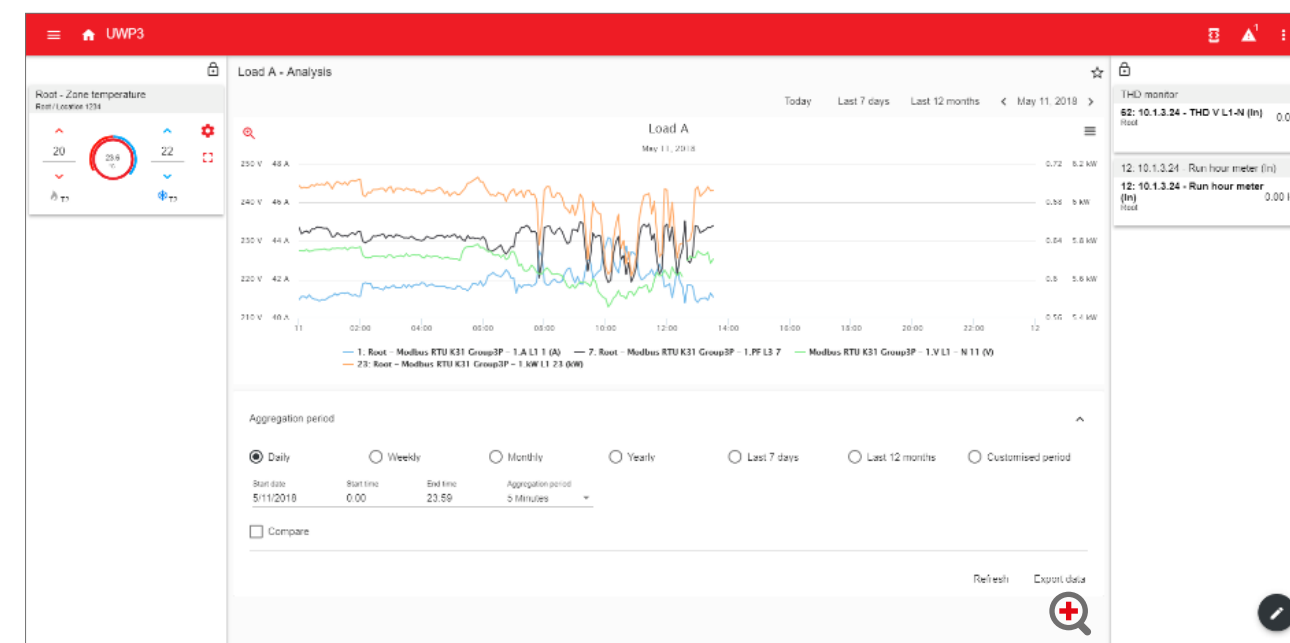 UWP3
1
Root - Zone temperature
Root / Location 1234
20
23.6
°C
22
Load A - Analysis
Today Last 7 days Last 12 months May 11, 2018
Load A
May 11, 2018
250 V 48 A 0.72 6.2 kW
240 V 46 A 0.68 6 kW
230 V 44 A 0.64 5.8 kW
220 V 42 A 0.6 5.6 kW
210 V 40 A 0.56 5.4 kW
11 02:00 04:00 06:00 08:00 10:00 12:00 14:00 16:00 18:00 20:00 22:00 12
1: Root - Modbus RTU K31 Group3P - 1.A L1 1 (A) 7: Root - Modbus RTU K31 Group3P - 1.PF L3 7 Modbus RTU K31 Group3P - 1.V L1 - N 11 (V)
23: Root - Modbus RTU K31 Group3P - 1.kW L1 23 (kW)
Aggregation period
Daily Weekly Monthly Yearly Last 7 days Last 12 months Customised period
Start date Start time End time Aggregation period
5/11/2018 0.00 23.59 5 Minutes
Compare
Refresh Export data
THD monitor
62: 10.1.3.24 - THD V L1-N (In) 0.0
Root
12. 10.1.3.24 - Run hour meter (In)
12: 10.1.3.24 - Run hour meter
(In) 0.00
Root